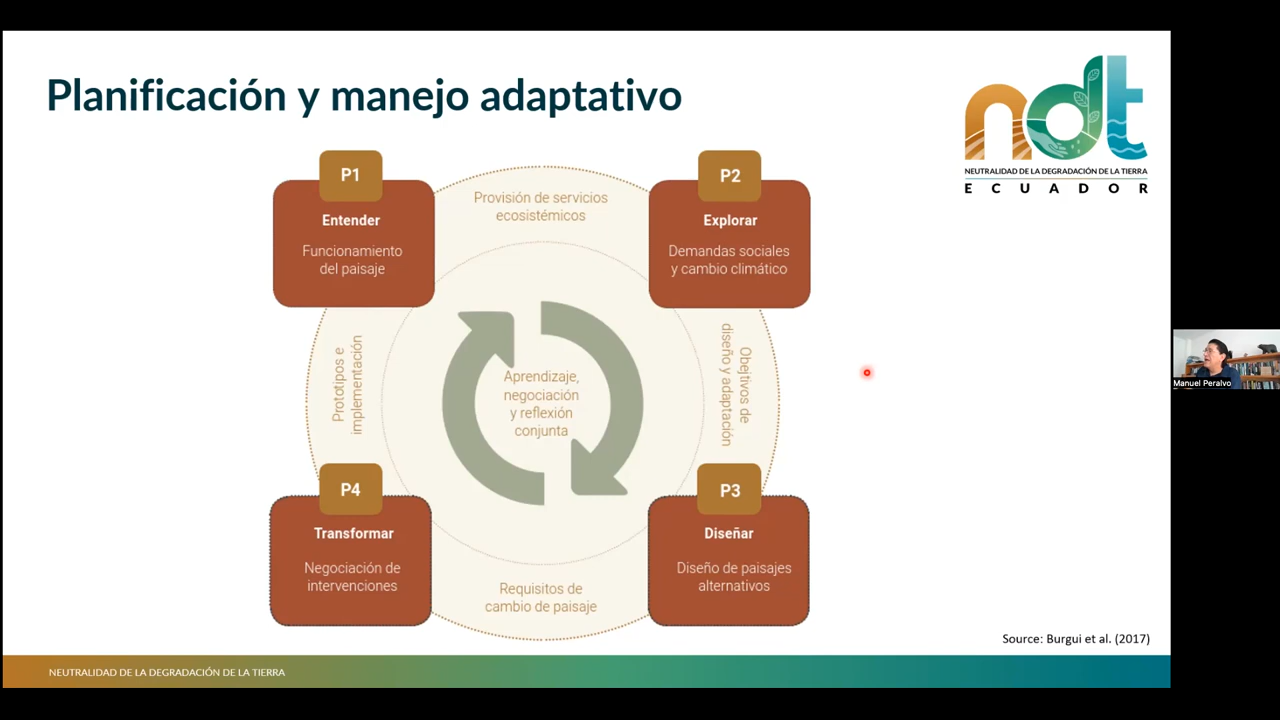 Planificación y manejo adaptativo
ndt
NEUTRALIDAD DE LA DEGRADACIÓN DE LA TIERRA
ECUADOR
P1
Entender
Funcionamiento
del paisaje
Provisión de servicios
ecosistémicos
P2
Explorar
Demandas sociales
y cambio climático
Prototipos e
implementación
Aprendizaje,
negociación
y reflexión
conjunta
Objetivos de
diseño y adaptación
P4
Transformar
Negociación de
intervenciones
Requisitos de
cambio de paisaje
P3
Diseñar
Diseño de paisajes
alternativos
Manuel Peralvo
Source: Burgui et al. (2017)
NEUTRALIDAD DE LA DEGRADACIÓN DE LA TIERRA